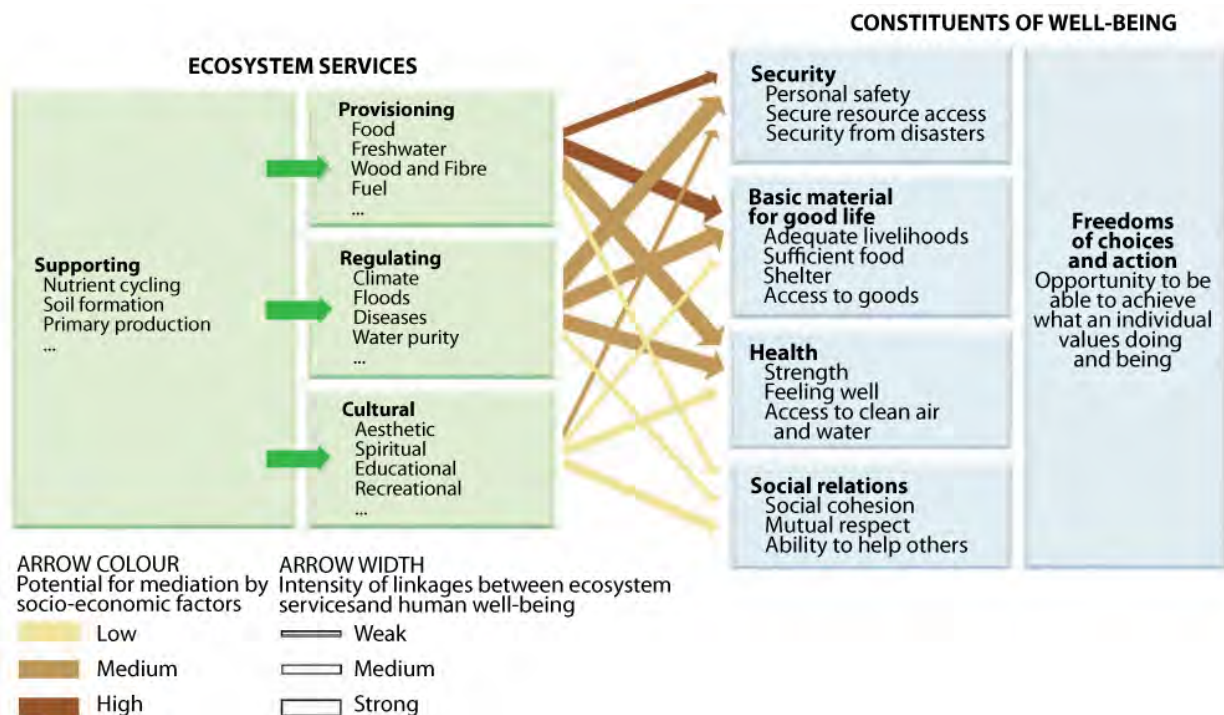 CONSTITUENTS OF WELL-BEING
ECOSYSTEM SERVICES
Supporting
Nutrient cycling
Soil formation
Primary production
...
Provisioning
Food
Freshwater
Wood and Fibre
Fuel
...
Regulating
Climate
Floods
Diseases
Water purity
...
Cultural
Aesthetic
Spiritual
Educational
Recreational
...
Security
Personal safety
Secure resource access
Security from disasters
Basic material
for good life
Adequate livelihoods
Sufficient food
Shelter
Access to goods
Health
Strength
Feeling well
Access to clean air
and water
Social relations
Social cohesion
Mutual respect
Ability to help others
Freedoms
of choices
and action
Opportunity to be
able to achieve
what an individual
values doing
and being
ARROW COLOUR
Potential for mediation by
socio-economic factors
Low
Medium
High
ARROW WIDTH
Intensity of linkages between ecosystem
servicesand human well-being
Weak
Medium
Strong